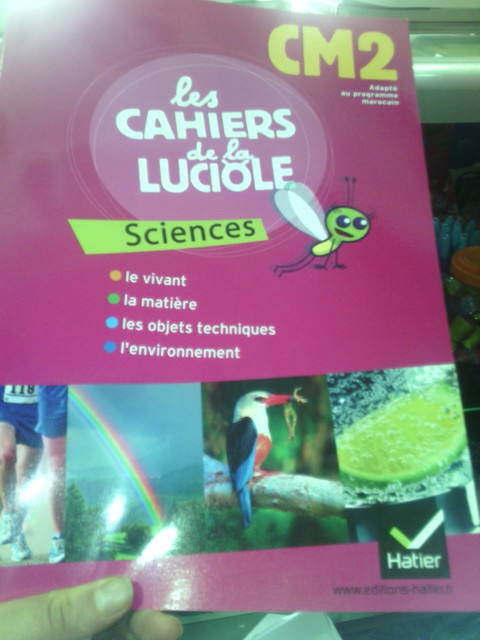 CM2
Adapté
au programme
marocain
les
CAHIERS
de la
LUCIOLE
Sciences
le vivant
la matière
les objets techniques
l'environnement
118
Hatier
www.editions-hatier.fr